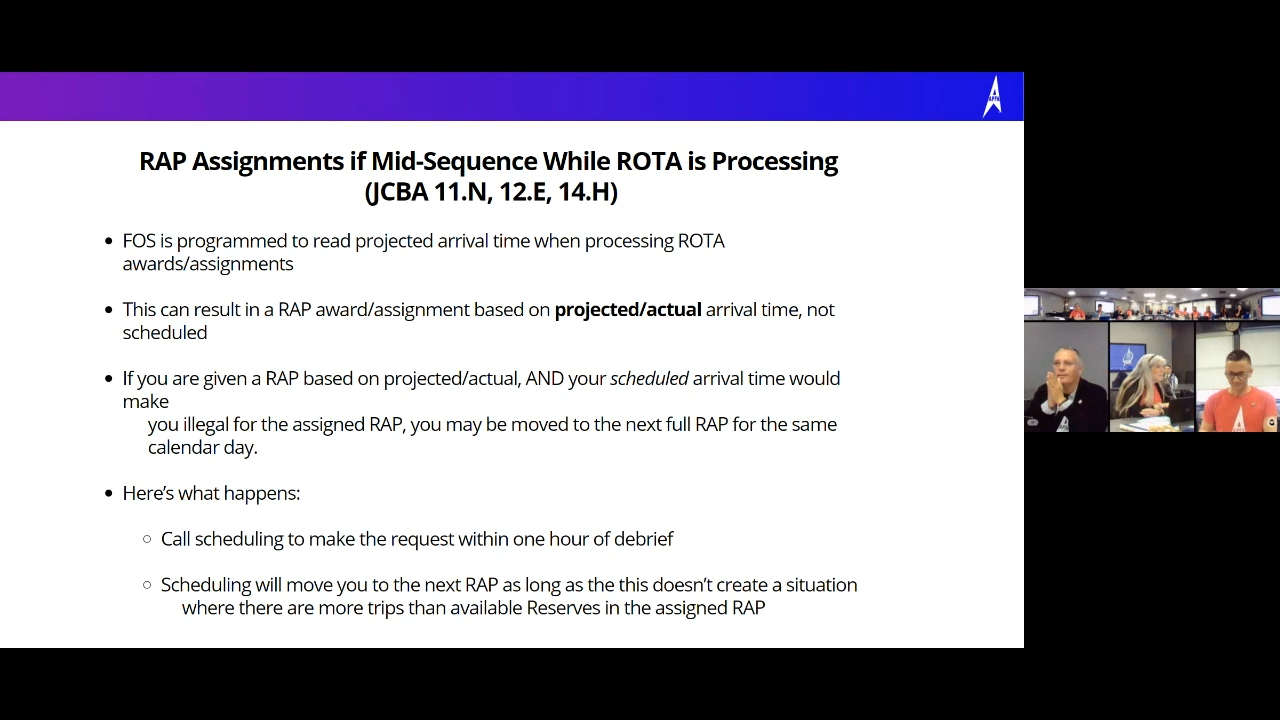 APFA
RAP Assignments if Mid-Sequence While ROTA is Processing
(JCBA 11.N, 12.E, 14.H)
• FOS is programmed to read projected arrival time when processing ROTA
awards/assignments
• This can result in a RAP award/assignment based on projected/actual arrival time, not
scheduled
• If you are given a RAP based on projected/actual, AND your scheduled arrival time would
make
you illegal for the assigned RAP, you may be moved to the next full RAP for the same
calendar day.
• Here’s what happens:
○ Call scheduling to make the request within one hour of debrief
○ Scheduling will move you to the next RAP as long as the this doesn’t create a situation
where there are more trips than available Reserves in the assigned RAP